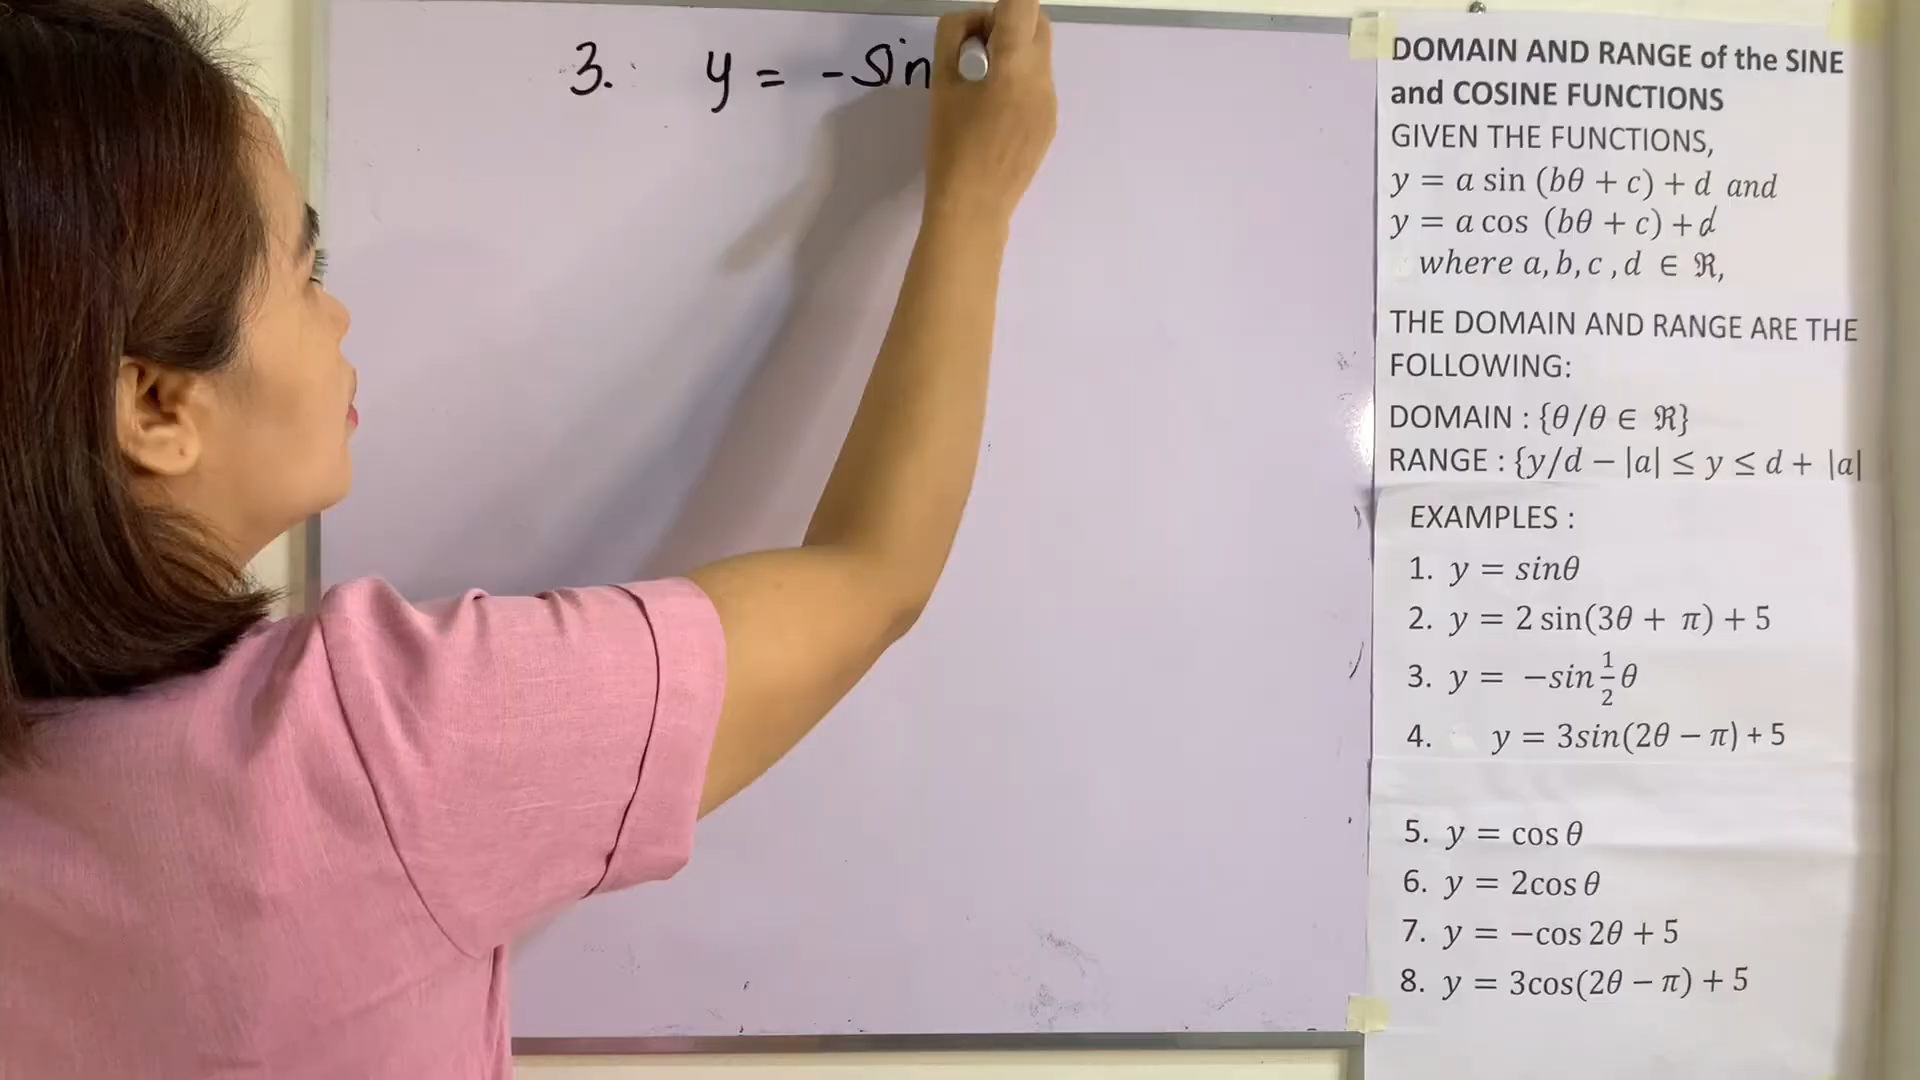 3. y = -sin
DOMAIN AND RANGE of the SINE
and COSINE FUNCTIONS
GIVEN THE FUNCTIONS,
y = a sin (bθ + c) + d and
y = a cos (bθ + c) + d
where a, b, c , d ∈ ℜ,
THE DOMAIN AND RANGE ARE THE
FOLLOWING:
DOMAIN : {θ/θ ∈ ℜ}
RANGE : {y/d − |a| ≤ y ≤ d + |a|
EXAMPLES :
1. y = sinθ
2. y = 2 sin(3θ + π) + 5
3. y = −sin 1/2 θ
4. y = 3sin(2θ − π) + 5
5. y = cos θ
6. y = 2cos θ
7. y = −cos 2θ + 5
8. y = 3cos(2θ − π) + 5